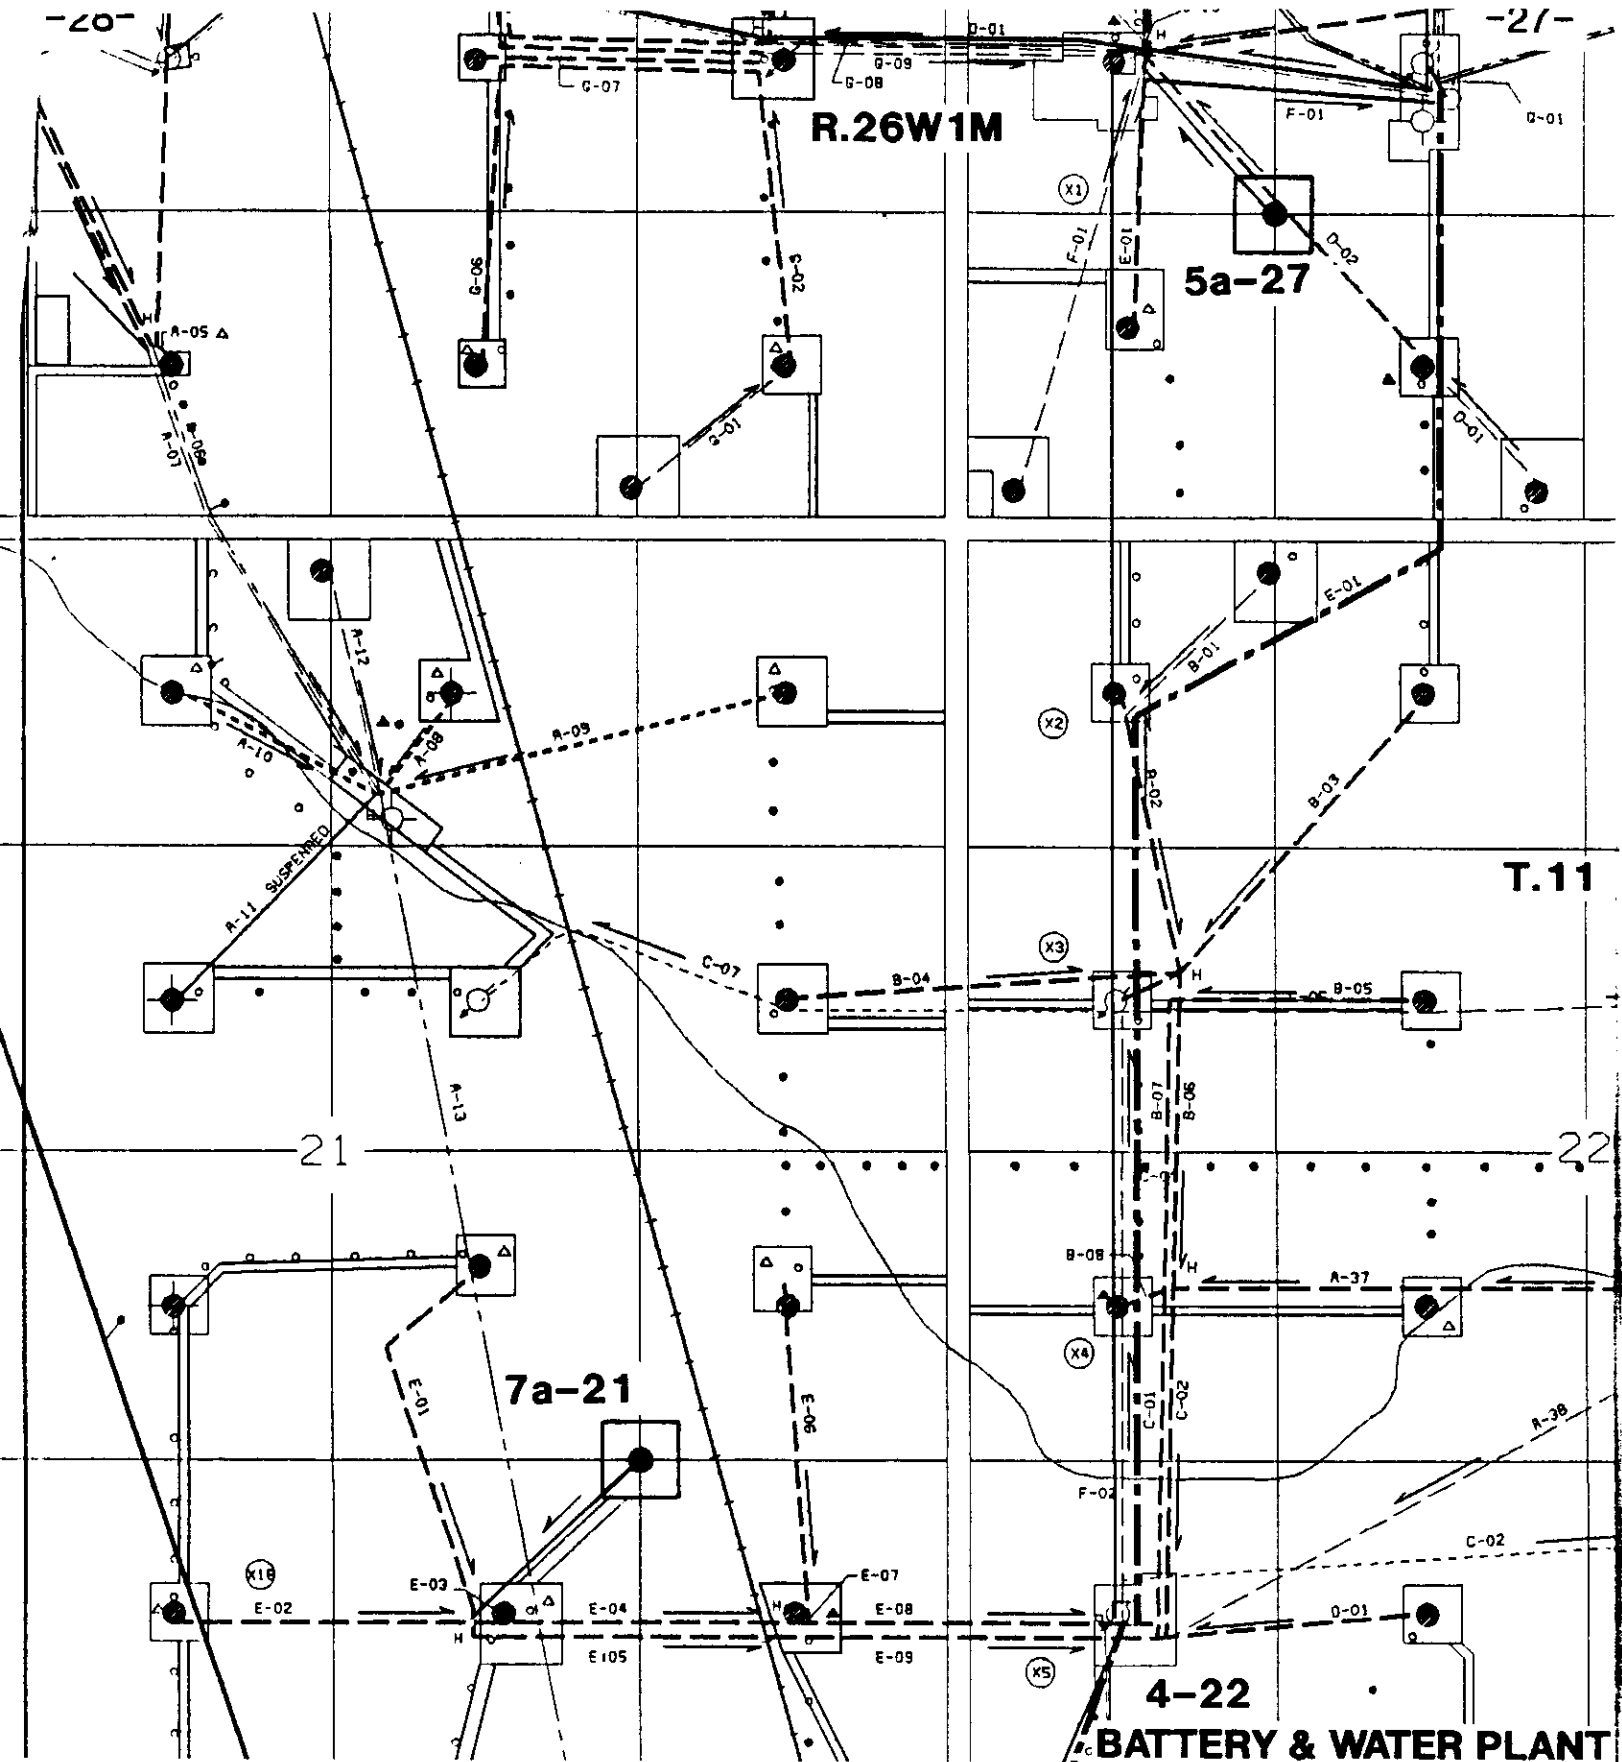 -28-
-27-
D-01
G-09
G-08
G-07
H
F-01
G-01
R.26W1M
X1
F-01
E-01
D-02
5a-27
G-06
G-02
H
A-05
A-07
B-06a
G-01
D-01
E-01
A-12
B-01
X2
A-10
A-08
A-09
B-02
B-03
H
A-11 SUSPENDED
T.11
X3
C-07
B-04
H
B-05
A-13
B-07
B-06
21
22
B-08
H
A-37
X4
E-01
7a-21
E-06
C-01
C-02
A-38
F-02
C-02
X18
E-03
E-07
H
E-02
E-04
E-08
D-01
H
E-05
E-09
X5
4-22
BATTERY & WATER PLANT